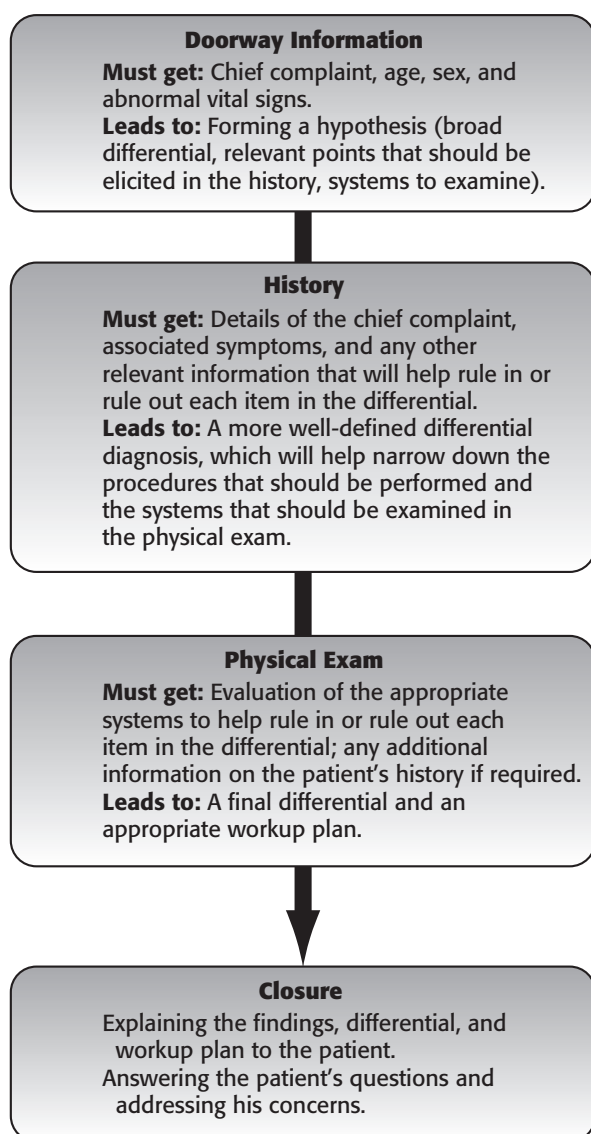 Doorway Information
Must get: Chief complaint, age, sex, and
abnormal vital signs.
Leads to: Forming a hypothesis (broad
differential, relevant points that should be
elicited in the history, systems to examine).
History
Must get: Details of the chief complaint,
associated symptoms, and any other
relevant information that will help rule in or
rule out each item in the differential.
Leads to: A more well-defined differential
diagnosis, which will help narrow down the
procedures that should be performed and
the systems that should be examined in
the physical exam.
Physical Exam
Must get: Evaluation of the appropriate
systems to help rule in or rule out each
item in the differential; any additional
information on the patient’s history if required.
Leads to: A final differential and an
appropriate workup plan.
Closure
Explaining the findings, differential, and
workup plan to the patient.
Answering the patient’s questions and
addressing his concerns.